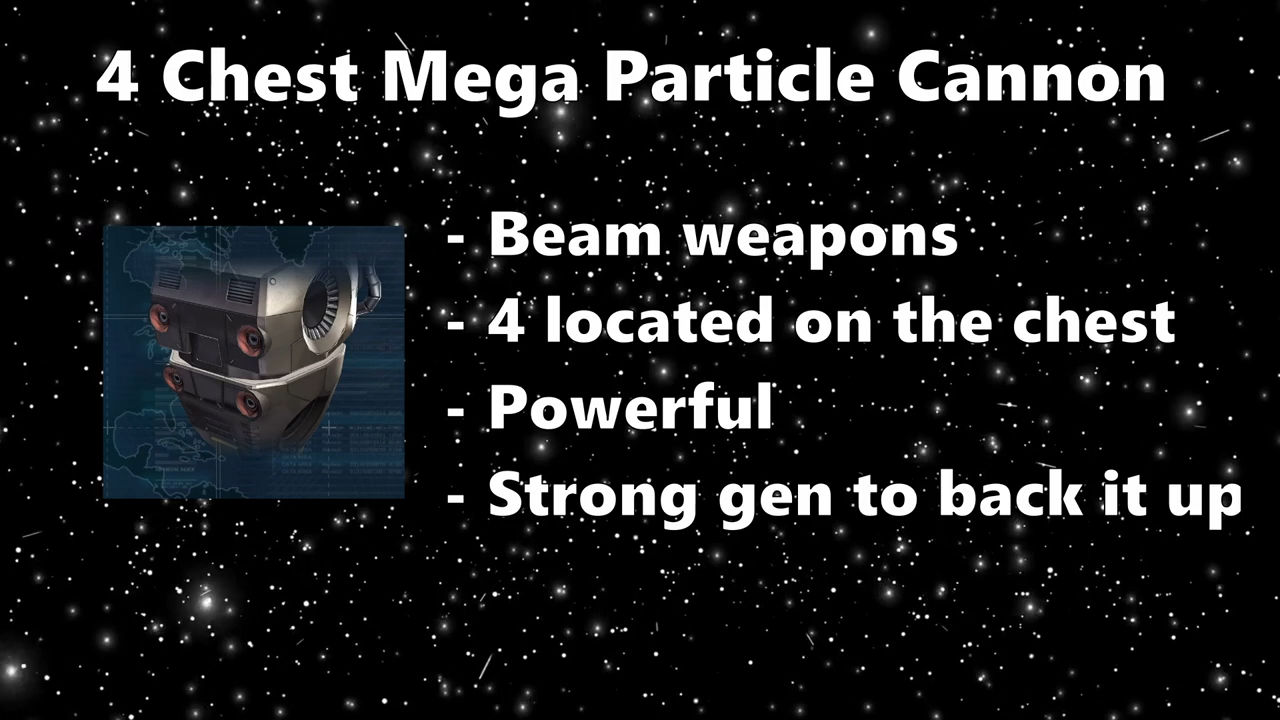 4 Chest Mega Particle Cannon
- Beam weapons
- 4 located on the chest
- Powerful
- Strong gen to back it up